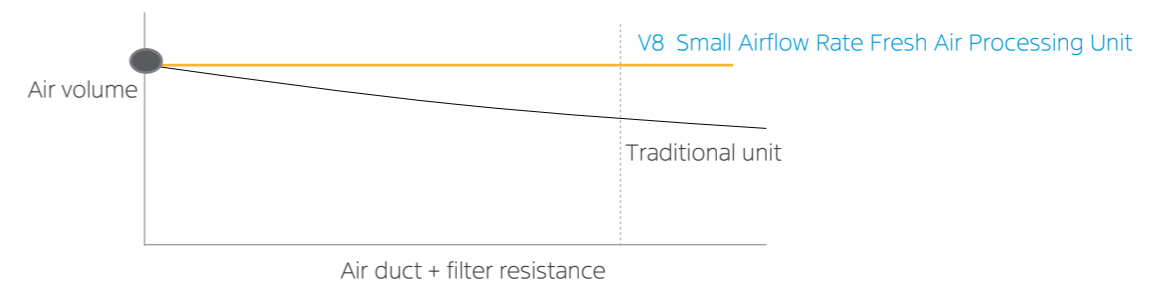 V8 Small Airflow Rate Fresh Air Processing Unit
Air volume
Traditional unit
Air duct + filter resistance